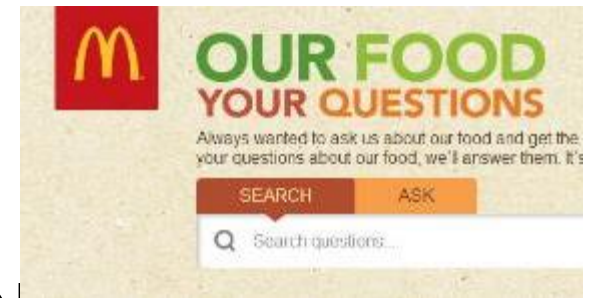 OUR FOOD
YOUR QUESTIONS
Always wanted to ask us about our food and get the
your questions about our food, we'll answer them. It's
SEARCH ASK
Search questions...